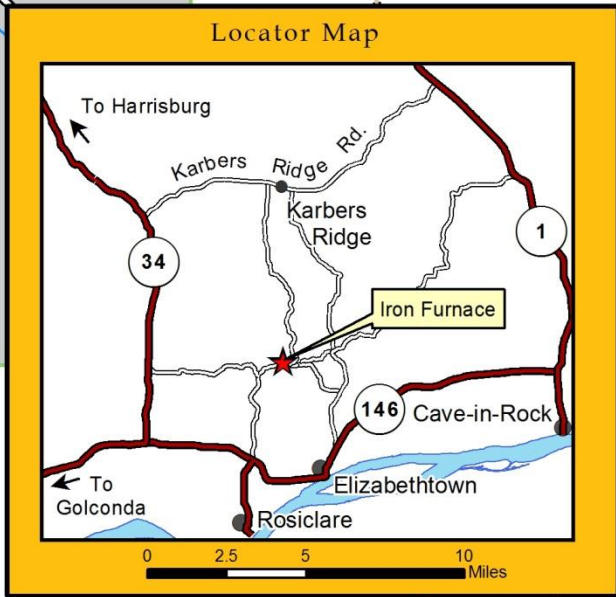 Locator Map
To Harrisburg
Karbers Ridge Rd.
Karbers
Ridge
1
34
Iron Furnace
146
Cave-in-Rock
Elizabethtown
To
Golconda
Rosiclare
0 2.5 5 10
Miles